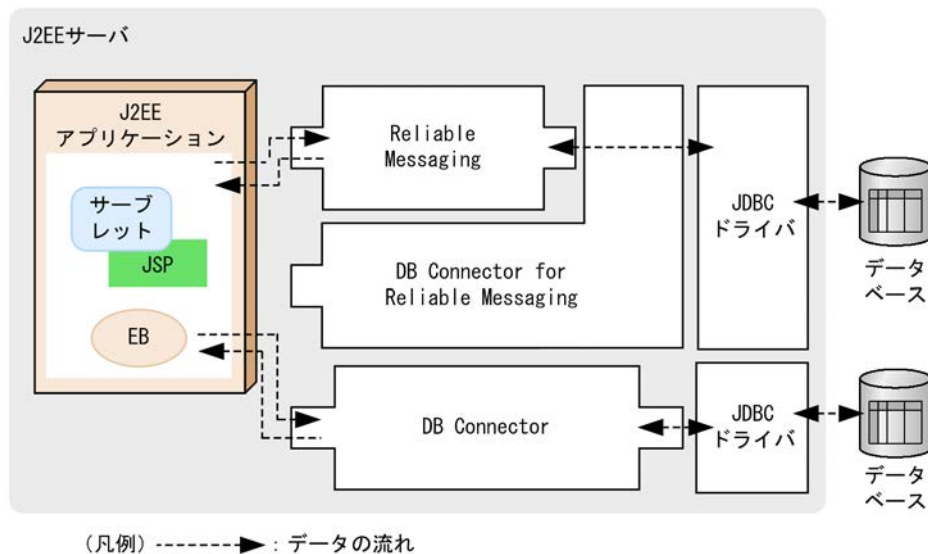 J2EEサーバ
J2EE
アプリケーション
サーブ
レット
JSP
EB
Reliable
Messaging
DB Connector for
Reliable Messaging
DB Connector
JDBC
ドライバ
JDBC
ドライバ
データ
ベース
データ
ベース
(凡例) : データの流れ